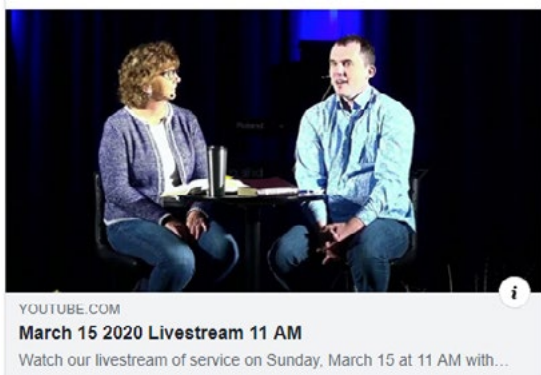 Roland
YOUTUBE.COM
i
March 15 2020 Livestream 11 AM
Watch our livestream of service on Sunday, March 15 at 11 AM with...